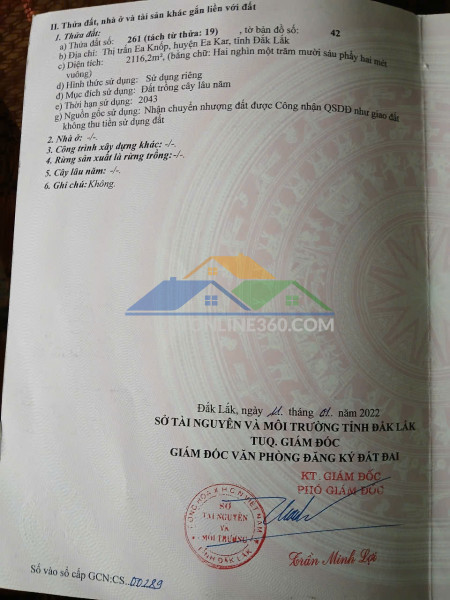 II. Thửa đất, nhà ở và tài sản khác gắn liền với đất
1. Thửa đất:
a) Thửa đất số: 261 (tách từ thửa: 19) , tờ bản đồ số: 42
b) Địa chỉ: Thị trấn Ea Knốp, huyện Ea Kar, tỉnh Đắk Lắk
c) Diện tích: 2116,2m², (bằng chữ: Hai nghìn một trăm mười sáu phẩy hai mét
vuông)
d) Hình thức sử dụng: Sử dụng riêng
đ) Mục đích sử dụng: Đất trồng cây lâu năm
e) Thời hạn sử dụng: 2043
g) Nguồn gốc sử dụng: Nhận chuyển nhượng đất được Công nhận QSDĐ như giao đất
không thu tiền sử dụng đất
2. Nhà ở: -/-.
3. Công trình xây dựng khác: -/-.
4. Rừng sản xuất là rừng trồng:-/-.
5. Cây lâu năm: -/-.
6. Ghi chú:Không.
ONLINE360.COM
Đắk Lắk, ngày 11 tháng 01 năm 2022
SỞ TÀI NGUYÊN VÀ MÔI TRƯỜNG TỈNH ĐẮK LẮK
TUQ. GIÁM ĐỐC
GIÁM ĐỐC VĂN PHÒNG ĐĂNG KÝ ĐẤT ĐAI
KT. GIÁM ĐỐC
PHÓ GIÁM ĐỐC
CỘNG HÒA X.H.C.N VIỆT NAM
SỞ
TÀI NGUYÊN
VÀ
MÔI TRƯỜNG
TỈNH ĐẮK LẮK
Trần Minh Lợi
Số vào sổ cấp GCN:CS..00289